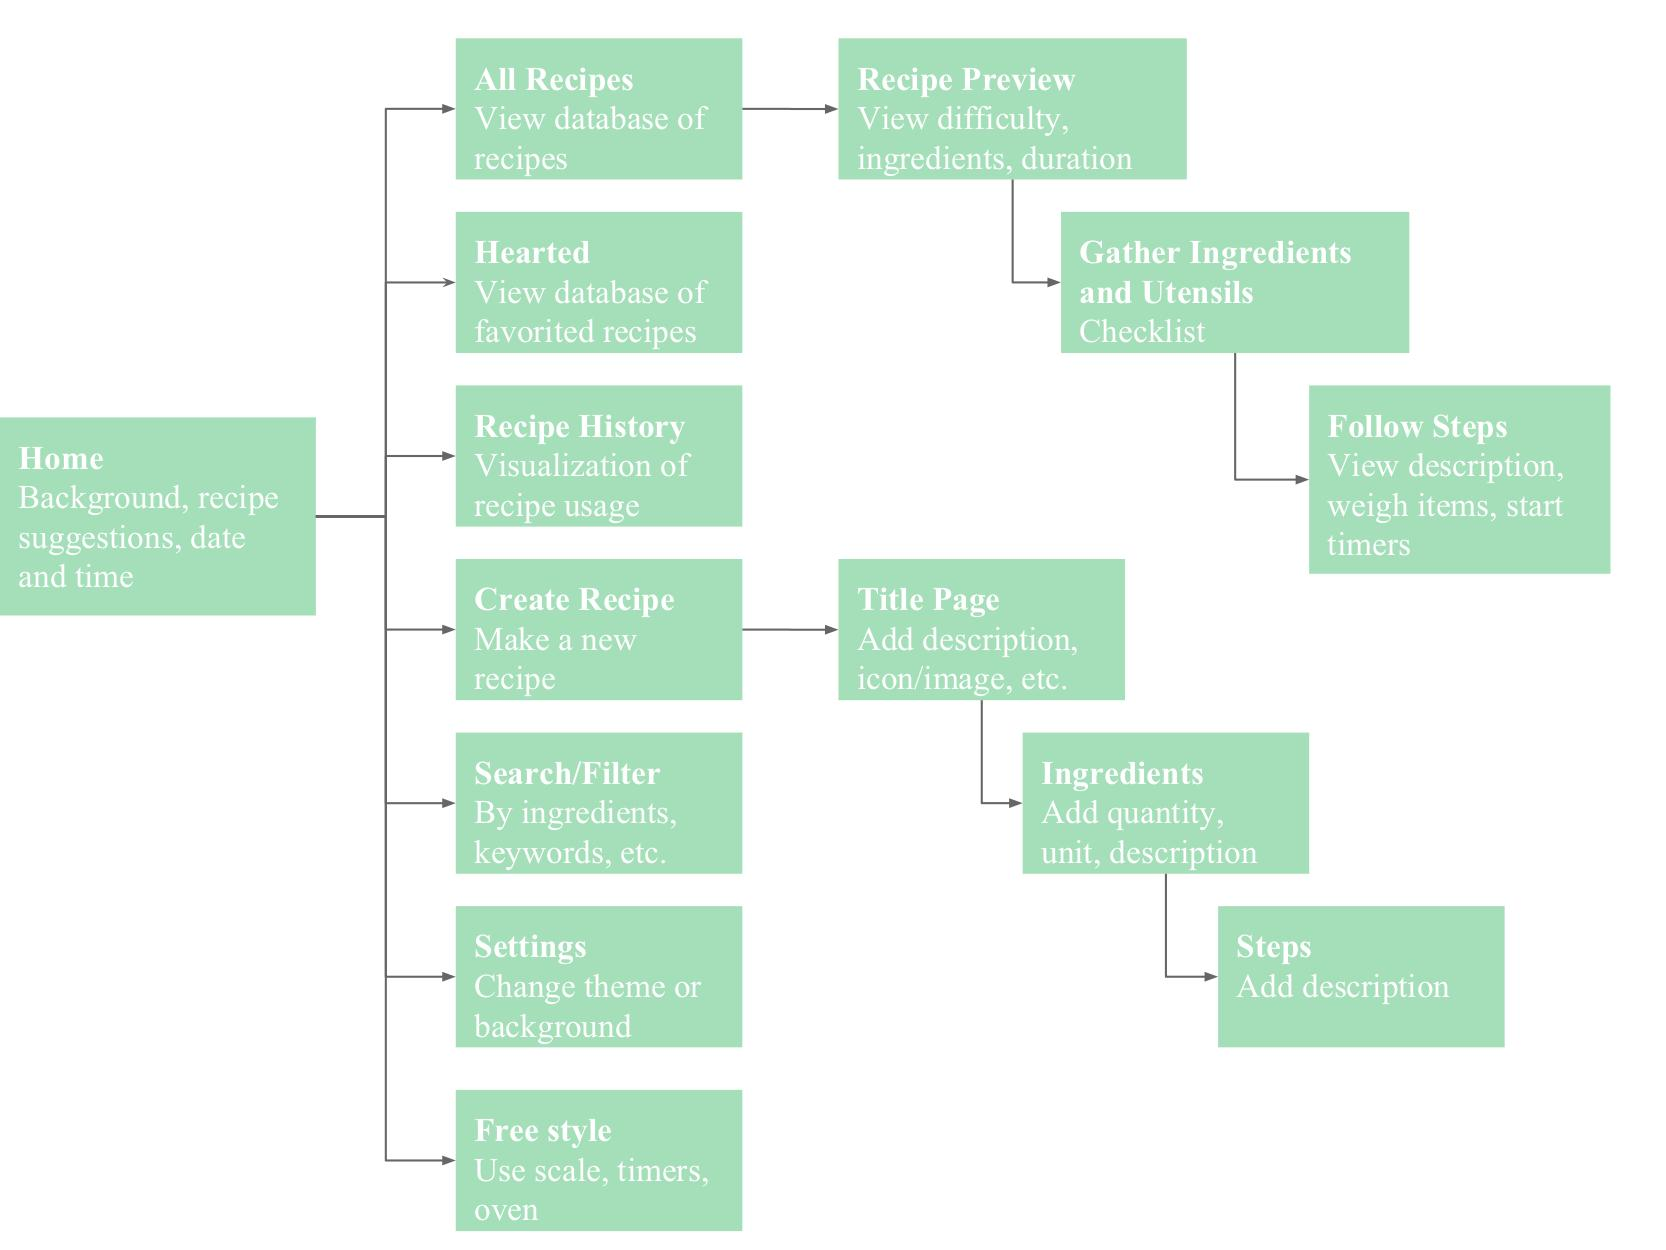 All Recipes
View database of
recipes
Recipe Preview
View difficulty,
ingredients, duration
Hearted
View database of
favorited recipes
Gather Ingredients
and Utensils
Checklist
Home
Background, recipe
suggestions, date
and time
Recipe History
Visualization of
recipe usage
Follow Steps
View description,
weigh items, start
timers
Create Recipe
Make a new
recipe
Title Page
Add description,
icon/image, etc.
Search/Filter
By ingredients,
keywords, etc.
Ingredients
Add quantity,
unit, description
Settings
Change theme or
background
Steps
Add description
Free style
Use scale, timers,
oven